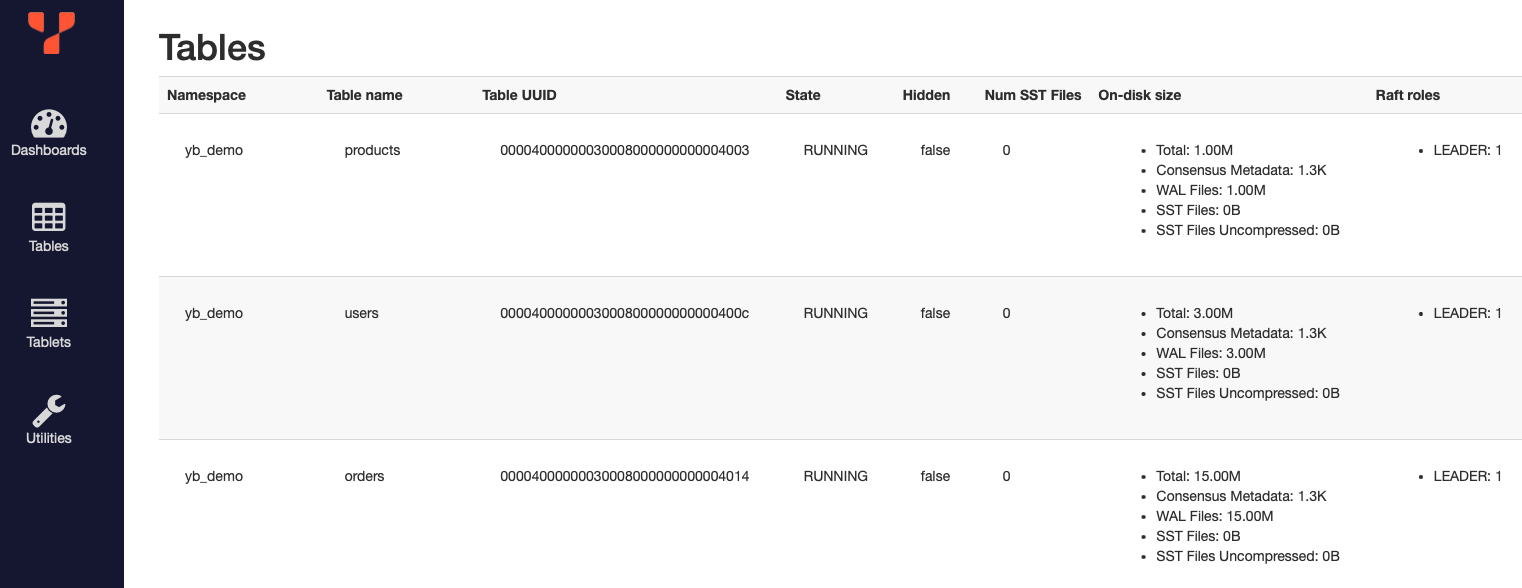 Dashboards
Tables
Tablets
Utilities
Tables
Namespace Table name Table UUID State Hidden Num SST Files On-disk size Raft roles
yb_demo products 00004000000030008000000000004003 RUNNING false 0 • Total: 1.00M • LEADER: 1
• Consensus Metadata: 1.3K
• WAL Files: 1.00M
• SST Files: 0B
• SST Files Uncompressed: 0B
yb_demo users 0000400000003000800000000000400c RUNNING false 0 • Total: 3.00M • LEADER: 1
• Consensus Metadata: 1.3K
• WAL Files: 3.00M
• SST Files: 0B
• SST Files Uncompressed: 0B
yb_demo orders 00004000000030008000000000004014 RUNNING false 0 • Total: 15.00M • LEADER: 1
• Consensus Metadata: 1.3K
• WAL Files: 15.00M
• SST Files: 0B
• SST Files Uncompressed: 0B